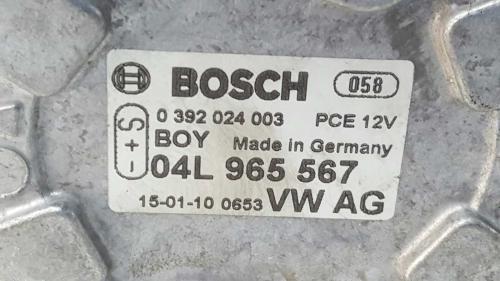 BOSCH 058
0 392 024 003 PCE 12V
BOY Made in Germany
- + S
04L 965 567
15-01-10 0653 VW AG